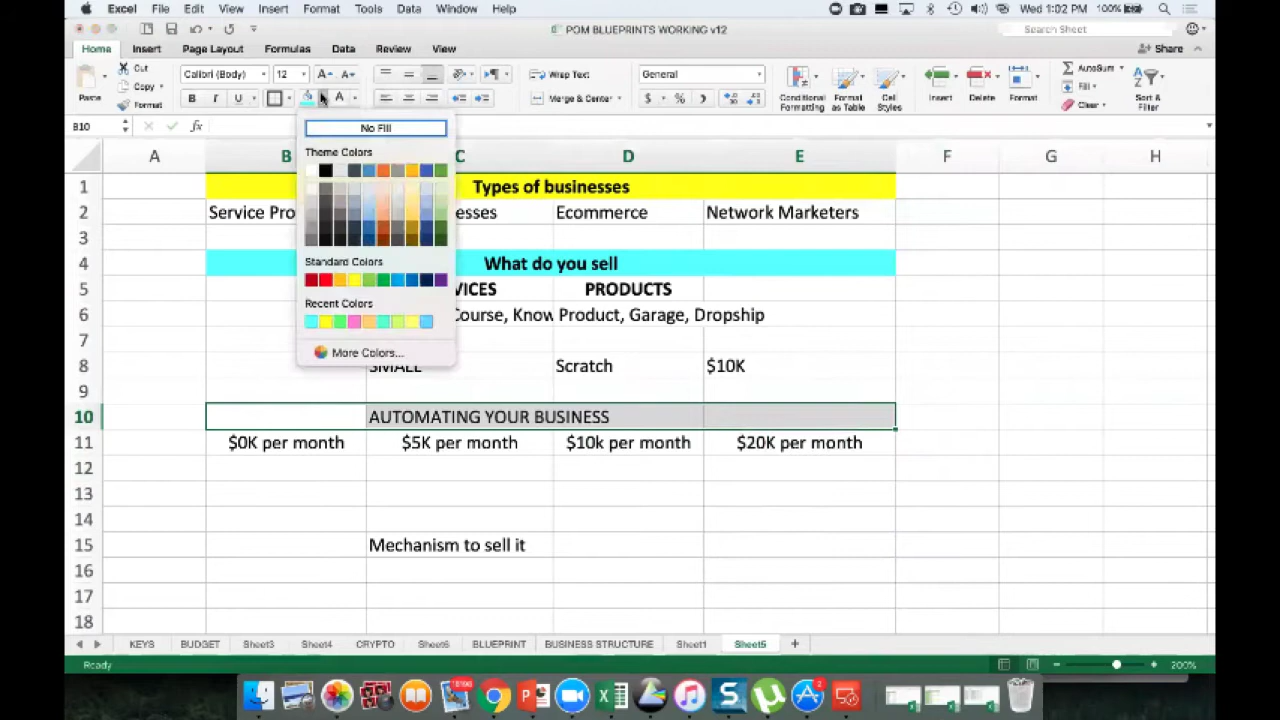 Excel File Edit View Insert Format Tools Data Window Help Wed 1:02 PM 100%
POM BLUEPRINTS WORKING v12 Search Sheet
Home Insert Page Layout Formulas Data Review View Share
Paste Cut Copy Format
Calibri (Body) 12 A A Wrap Text General
B I U A Merge & Center $ % )
Conditional Formatting Format as Table Cell Styles Insert Delete Format AutoSum Fill Clear Sort & Filter
B10 fx
No Fill
Theme Colors
Standard Colors
Recent Colors
More Colors...
A B C D E F G H
1 Types of businesses
2 Service Pro esses Ecommerce Network Marketers
3
4 What do you sell
5 VICES PRODUCTS
6 Course, Know Product, Garage, Dropship
7
8 SMALL Scratch $10K
9
10 AUTOMATING YOUR BUSINESS
11 $0K per month $5K per month $10k per month $20K per month
12
13
14
15 Mechanism to sell it
16
17
18
KEYS BUDGET Sheet3 Sheet4 CRYPTO Sheet6 BLUEPRINT BUSINESS STRUCTURE Sheet1 Sheet5 +
Ready 200%